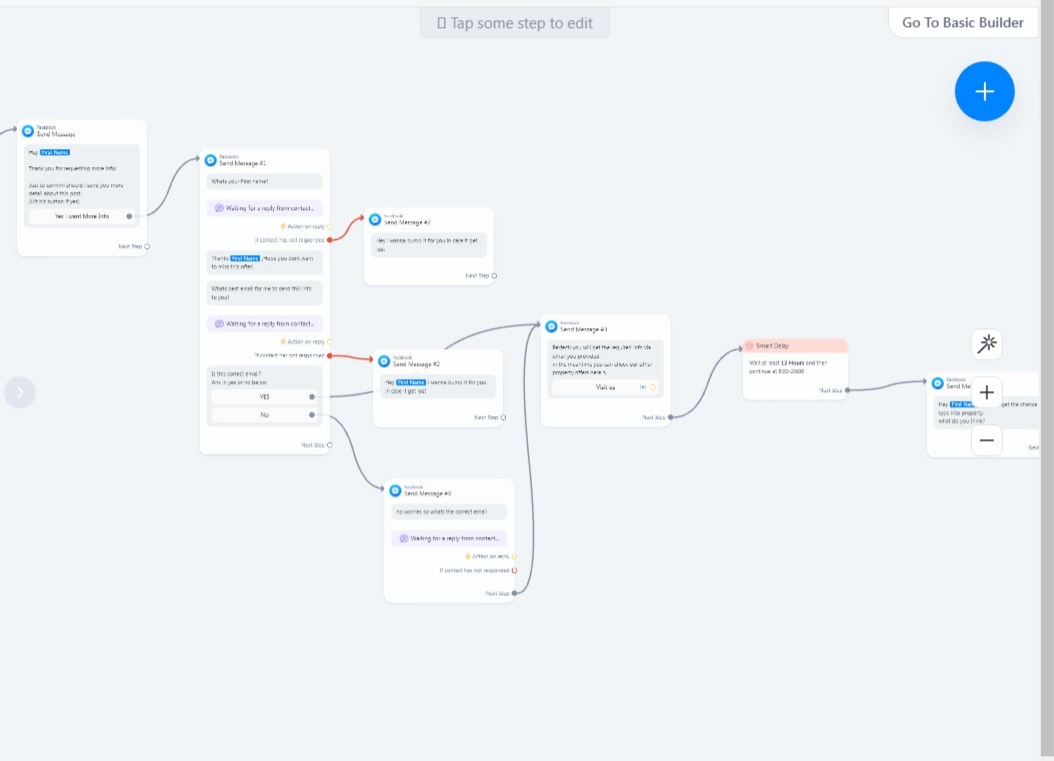 Tap some step to edit
Go To Basic Builder
Facebook
Send Message
Hey First Name
Thank you for requesting more info!
Just to confirm should i send you more
detail about this post.
(Hit his button if yes)
Yes i want More Info
Next Step
Facebook
Send Message #1
Whats your first name?
Waiting for a reply from contact...
Action on reply
If contact has not responded
Thanks First Name , Hope you dont want
to miss this offer!
Whats best email for me to send this info
to you?
Waiting for a reply from contact...
Action on reply
If contact has not responded
Is this correct email?
Ans in yes or no below
YES
No
Next Step
Facebook
Send Message #2
Hey I wanna bump it for you in case it get
lost
Next Step
Facebook
Send Message #2
Hey First Name I wanna bump it for you
in case it get lost
Next Step
Facebook
Send Message #4
no worries so whats the correct email
Waiting for a reply from contact...
Action on reply
If contact has not responded
Next Step
Facebook
Send Message #3
Perfect! you will get the required info via
email you provided.
in the meantime you can check our other
property offers here
Visit us
Next Step
Smart Delay
Wait at least 12 Hours and then
continue at 8:00-20:00
Next Step
Facebook
Send Me
Hey First Na get the chance
look into property.
what do you think?
Next